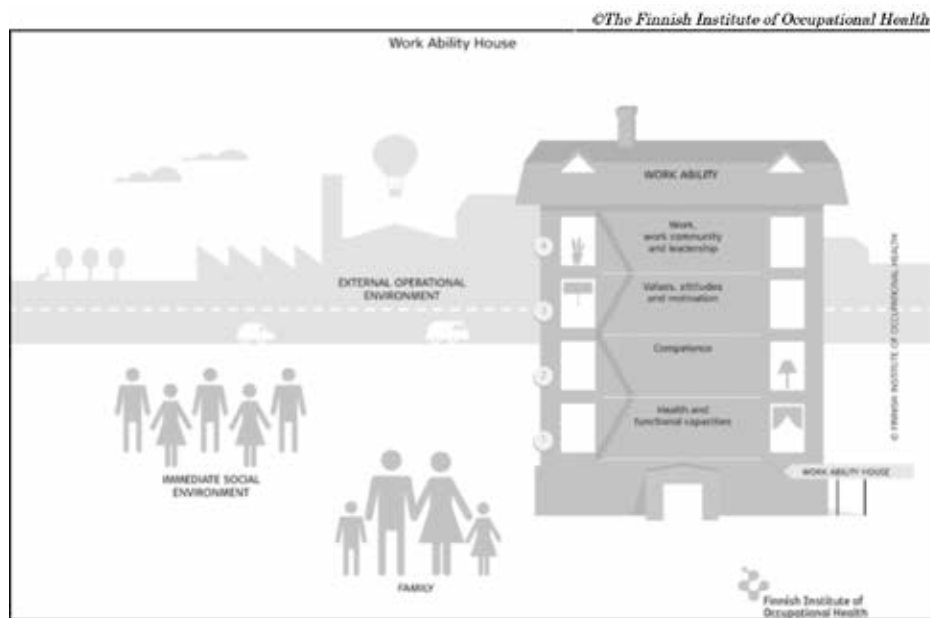 ©The Finnish Institute of Occupational Health
Work Ability House
WORK ABILITY
4
Work,
work community
and leadership
EXTERNAL OPERATIONAL
ENVIRONMENT
3
Values, attitudes
and motivation
2
Competence
1
Health and
functional capacities
WORK ABILITY HOUSE
© FINNISH INSTITUTE OF OCCUPATIONAL HEALTH
IMMEDIATE SOCIAL
ENVIRONMENT
FAMILY
Finnish Institute of
Occupational Health